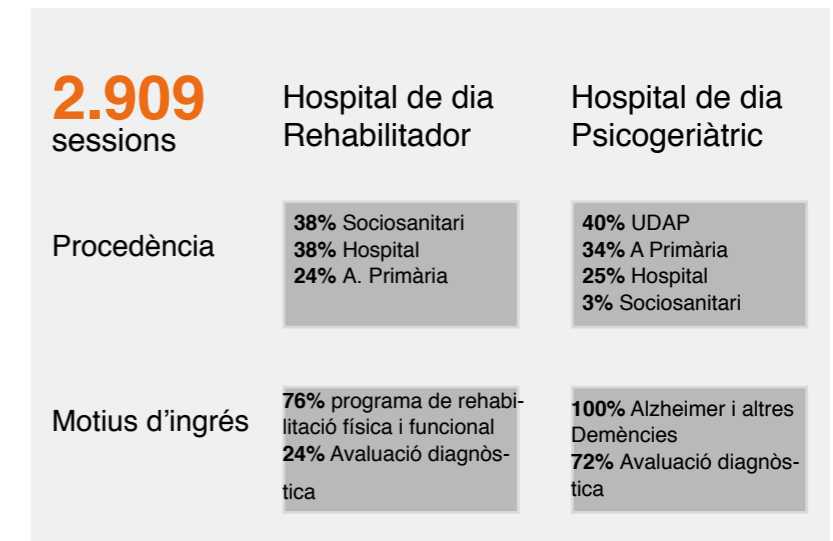 2.909
sessions
Hospital de dia
Rehabilitador
Hospital de dia
Psicogeriàtric
Procedència
38% Sociosanitari
38% Hospital
24% A. Primària
40% UDAP
34% A Primària
25% Hospital
3% Sociosanitari
Motius d’ingrés
76% programa de rehabi-
litació física i funcional
24% Avaluació diagnòs-
tica
100% Alzheimer i altres
Demències
72% Avaluació diagnòs-
tica